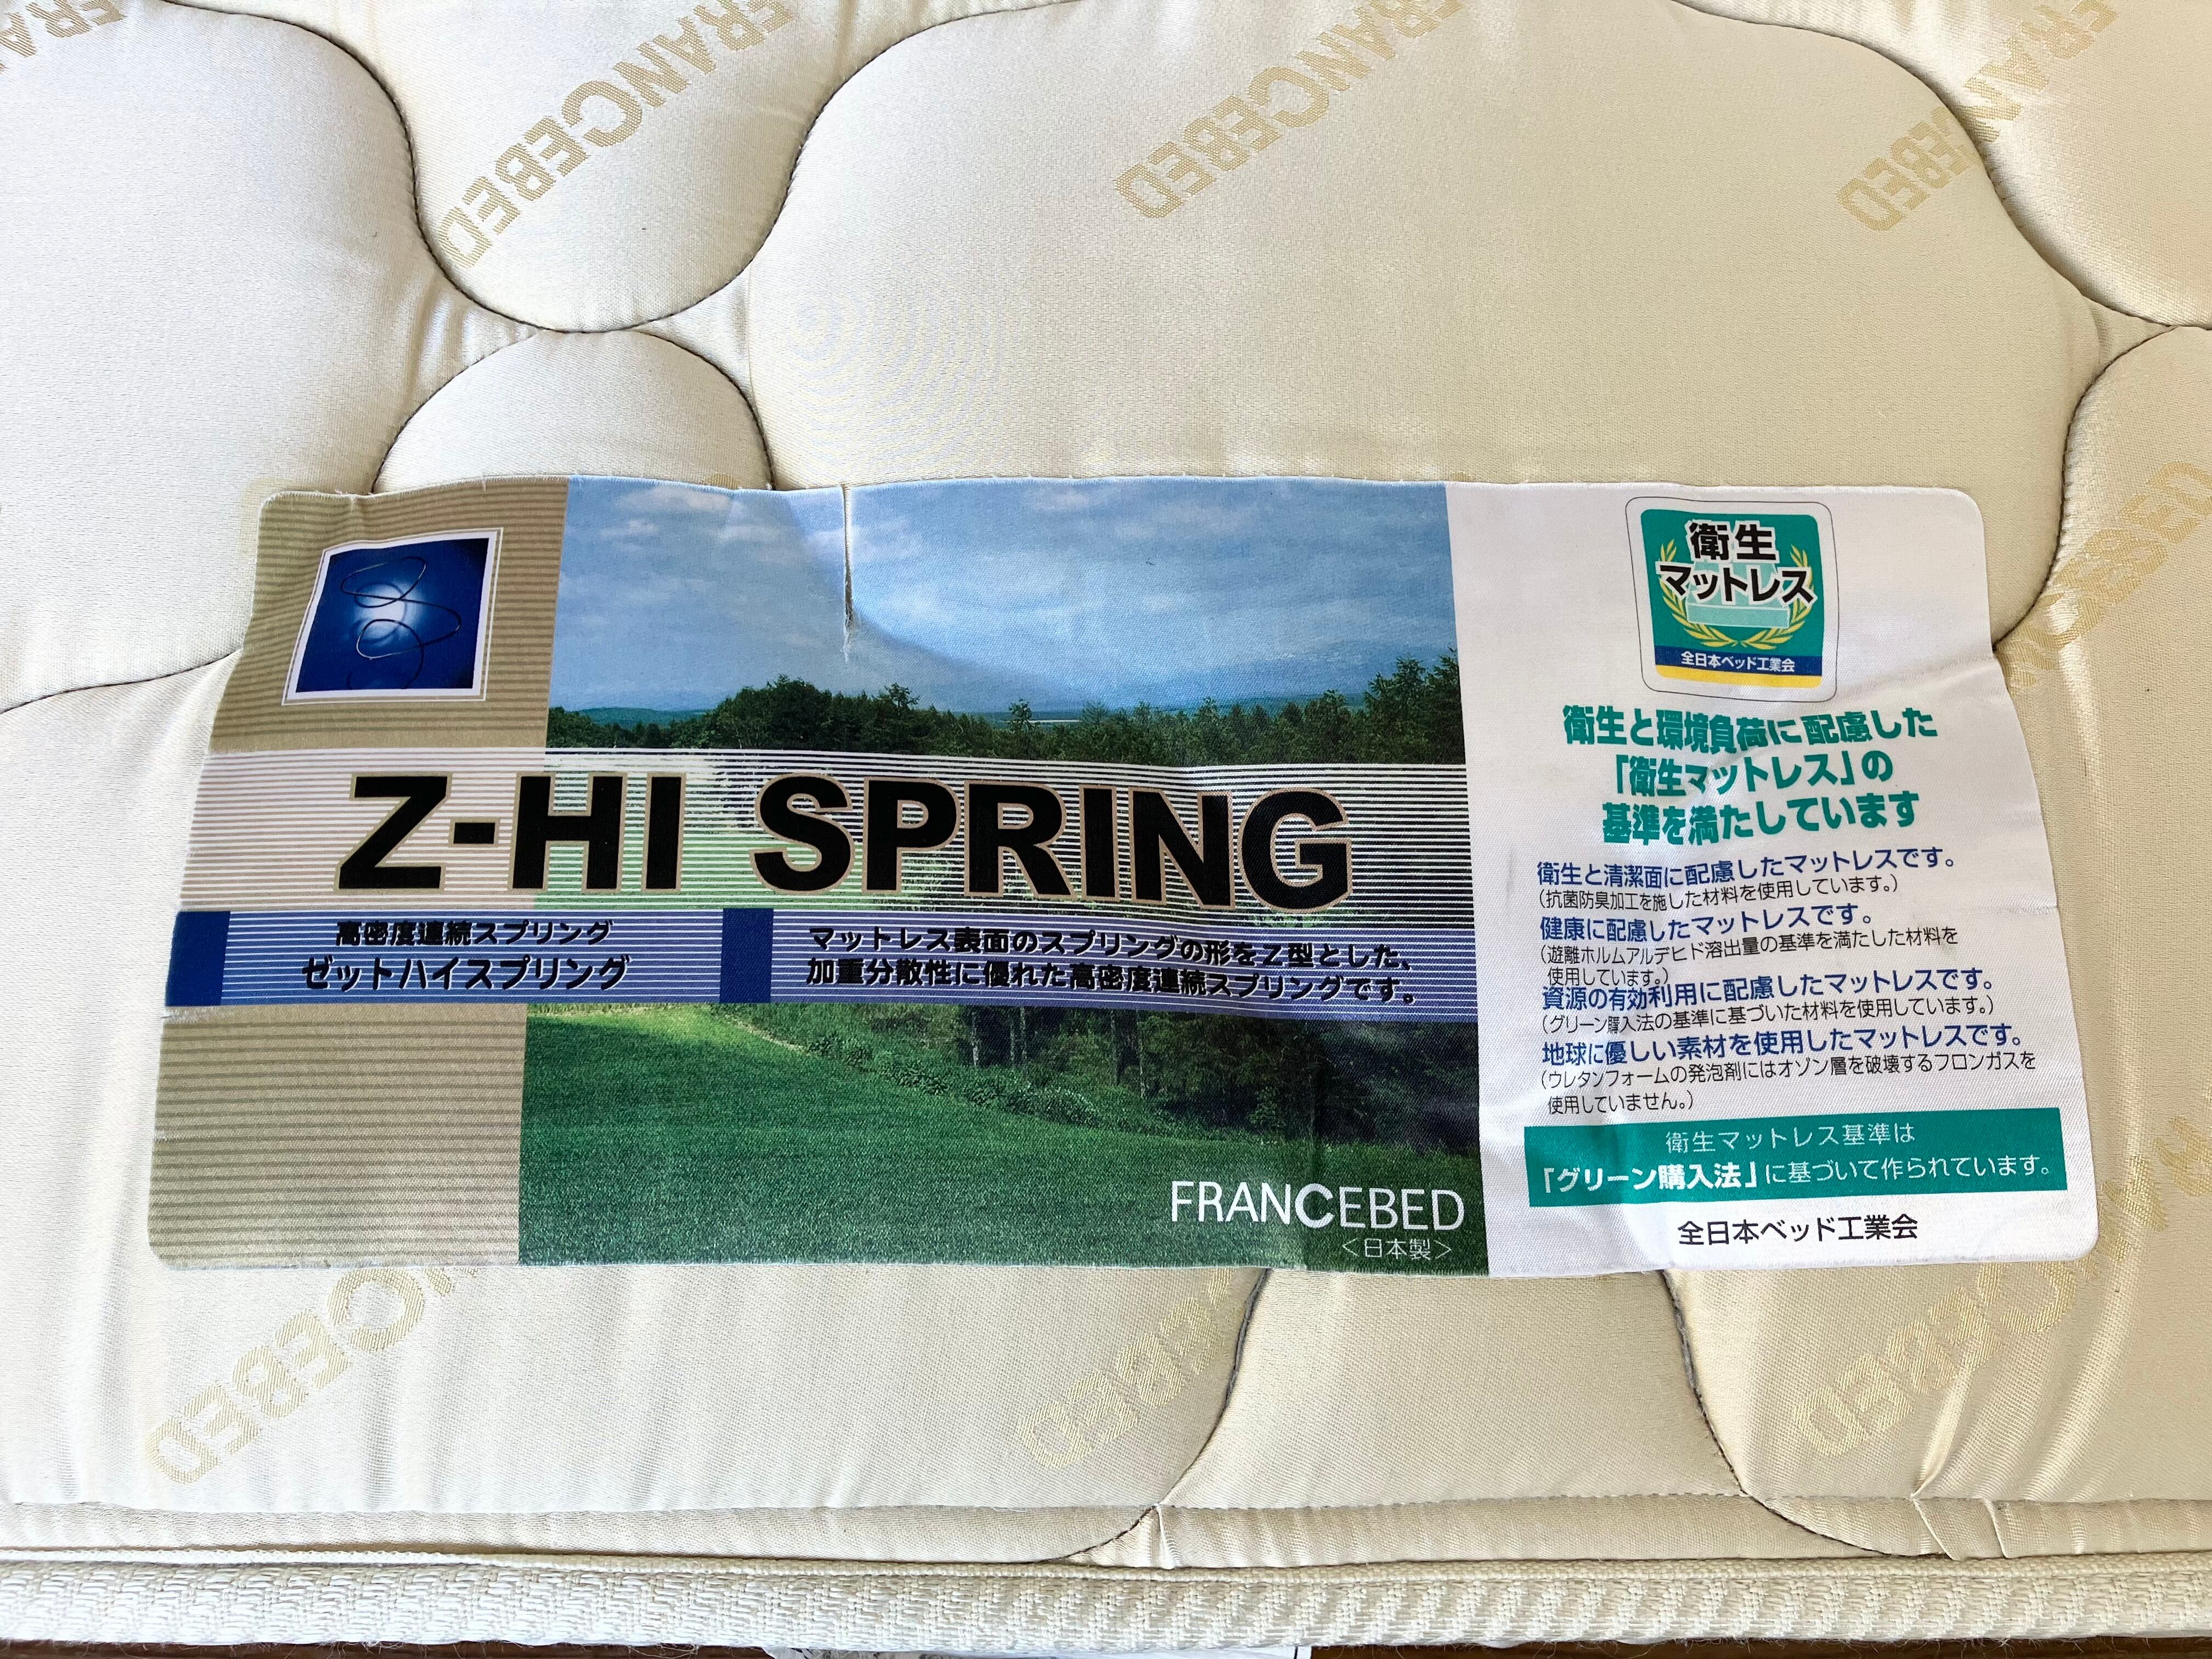 FRANCEBED
FRANCEBED
FRANCEBED
FRANCEBED
Z-HI SPRING
高密度連続スプリング
ゼットハイスプリング
マットレス表面のスプリングの形をZ型とした、
加重分散性に優れた高密度連続スプリングです。
FRANCEBED
<日本製>
衛生
マットレス
全日本ベッド工業会
衛生と環境負荷に配慮した
「衛生マットレス」の
基準を満たしています
衛生と清潔面に配慮したマットレスです。
(抗菌防臭加工を施した材料を使用しています。)
健康に配慮したマットレスです。
(遊離ホルムアルデヒド溶出量の基準を満たした材料を
使用しています。)
資源の有効利用に配慮したマットレスです。
(グリーン購入法の基準に基づいた材料を使用しています。)
地球に優しい素材を使用したマットレスです。
(ウレタンフォームの発泡剤にはオゾン層を破壊するフロンガスを
使用していません。)
衛生マットレス基準は
「グリーン購入法」に基づいて作られています。
全日本ベッド工業会